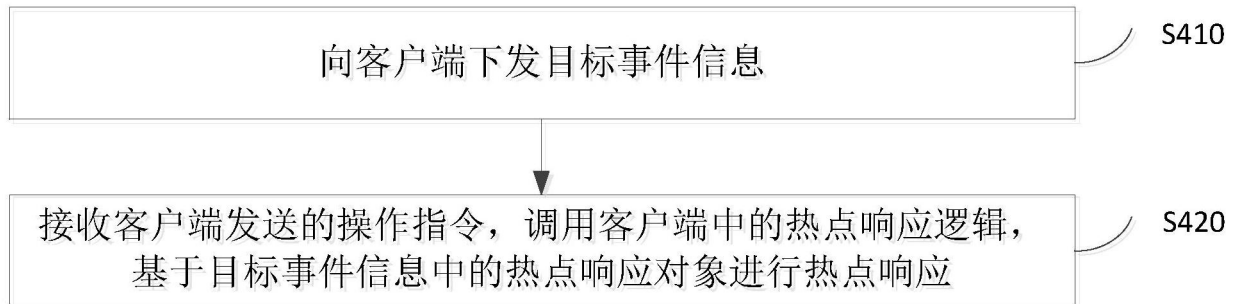 向客户端下发目标事件信息
S410
接收客户端发送的操作指令，调用客户端中的热点响应逻辑，
基于目标事件信息中的热点响应对象进行热点响应
S420